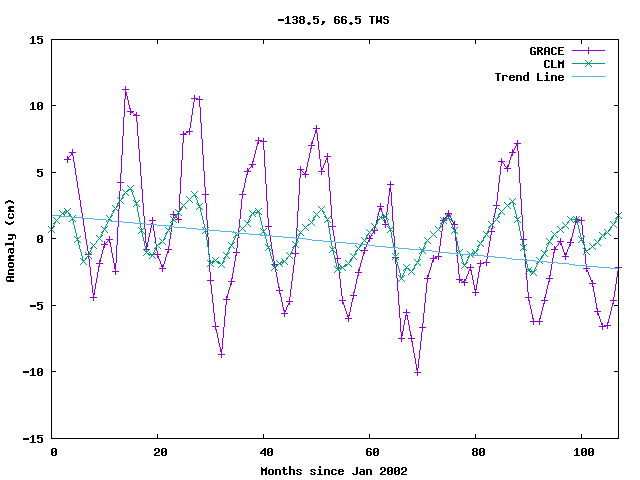 -138.5, 66.5 TWS
GRACE
CLM
Trend Line
15
10
5
0
-5
-10
-15
Anomaly (cm)
0 20 40 60 80 100
Months since Jan 2002